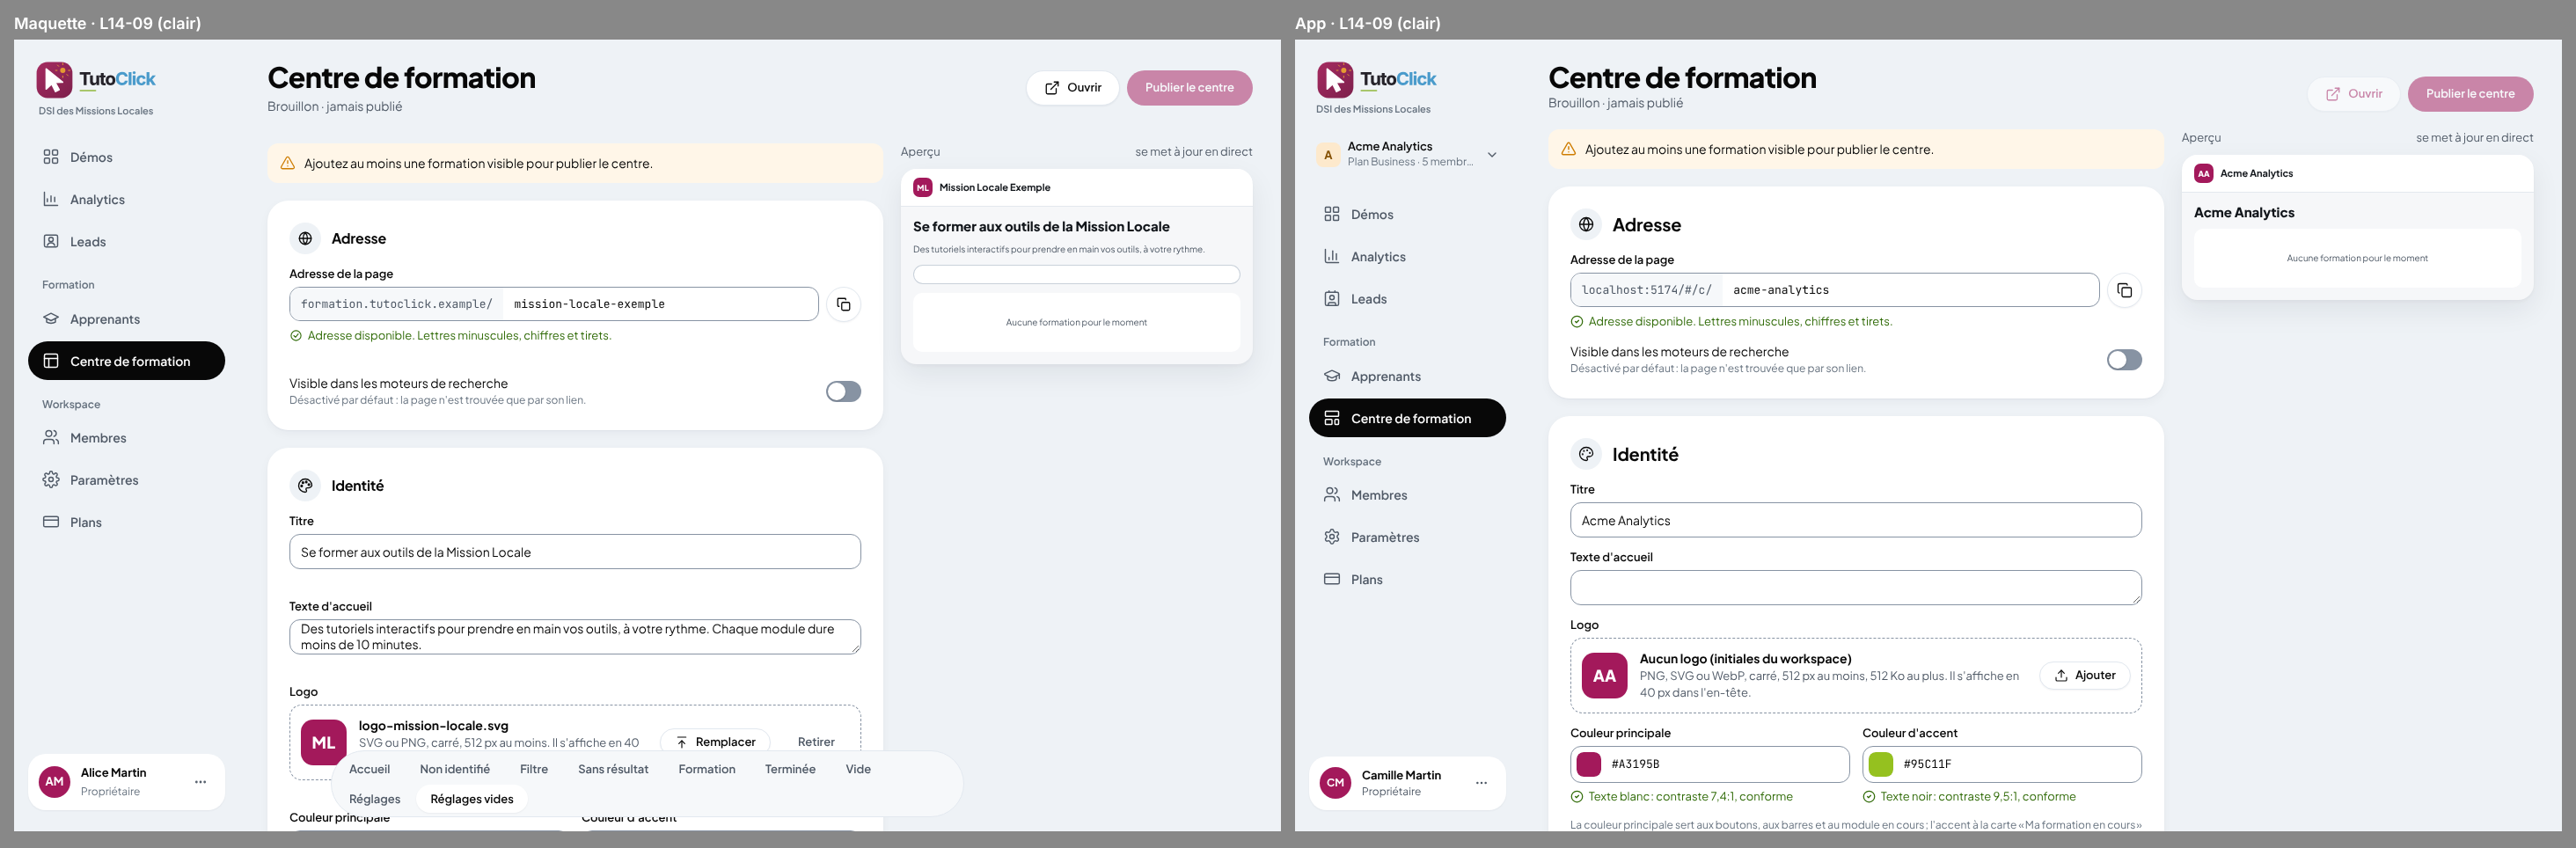 Maquette · L14-09 (clair)
TutoClick
DSI des Missions Locales
Démos
Analytics
Leads
Formation
Apprenants
Centre de formation
Workspace
Membres
Paramètres
Plans
AM
Alice Martin
Propriétaire
Centre de formation
Brouillon · jamais publié
Ouvrir
Publier le centre
Ajoutez au moins une formation visible pour publier le centre.
Adresse
Adresse de la page
formation.tutoclick.example/ mission-locale-exemple
Adresse disponible. Lettres minuscules, chiffres et tirets.
Visible dans les moteurs de recherche
Désactivé par défaut : la page n'est trouvée que par son lien.
Identité
Titre
Se former aux outils de la Mission Locale
Texte d'accueil
Des tutoriels interactifs pour prendre en main vos outils, à votre rythme. Chaque module dure
moins de 10 minutes.
Logo
ML
logo-mission-locale.svg
SVG ou PNG, carré, 512 px au moins. Il s'affiche en 40
Remplacer
Retirer
Accueil
Non identifié
Filtre
Sans résultat
Formation
Terminée
Vide
Réglages
Réglages vides
Couleur principale
Couleur d'accent
Aperçu
se met à jour en direct
ML
Mission Locale Exemple
Se former aux outils de la Mission Locale
Des tutoriels interactifs pour prendre en main vos outils, à votre rythme.
Aucune formation pour le moment
App · L14-09 (clair)
TutoClick
DSI des Missions Locales
A
Acme Analytics
Plan Business · 5 membr...
Démos
Analytics
Leads
Formation
Apprenants
Centre de formation
Workspace
Membres
Paramètres
Plans
CM
Camille Martin
Propriétaire
Centre de formation
Brouillon · jamais publié
Ouvrir
Publier le centre
Ajoutez au moins une formation visible pour publier le centre.
Adresse
Adresse de la page
localhost:5174/#/c/ acme-analytics
Adresse disponible. Lettres minuscules, chiffres et tirets.
Visible dans les moteurs de recherche
Désactivé par défaut : la page n'est trouvée que par son lien.
Identité
Titre
Acme Analytics
Texte d'accueil
Logo
AA
Aucun logo (initiales du workspace)
PNG, SVG ou WebP, carré, 512 px au moins, 512 Ko au plus. Il s'affiche en
40 px dans l'en-tête.
Ajouter
Couleur principale
Couleur d'accent
#A3195B
#95C11F
Texte blanc : contraste 7,4:1, conforme
Texte noir : contraste 9,5:1, conforme
La couleur principale sert aux boutons, aux barres et au module en cours ; l'accent à la carte « Ma formation en cours »
Aperçu
se met à jour en direct
AA
Acme Analytics
Acme Analytics
Aucune formation pour le moment